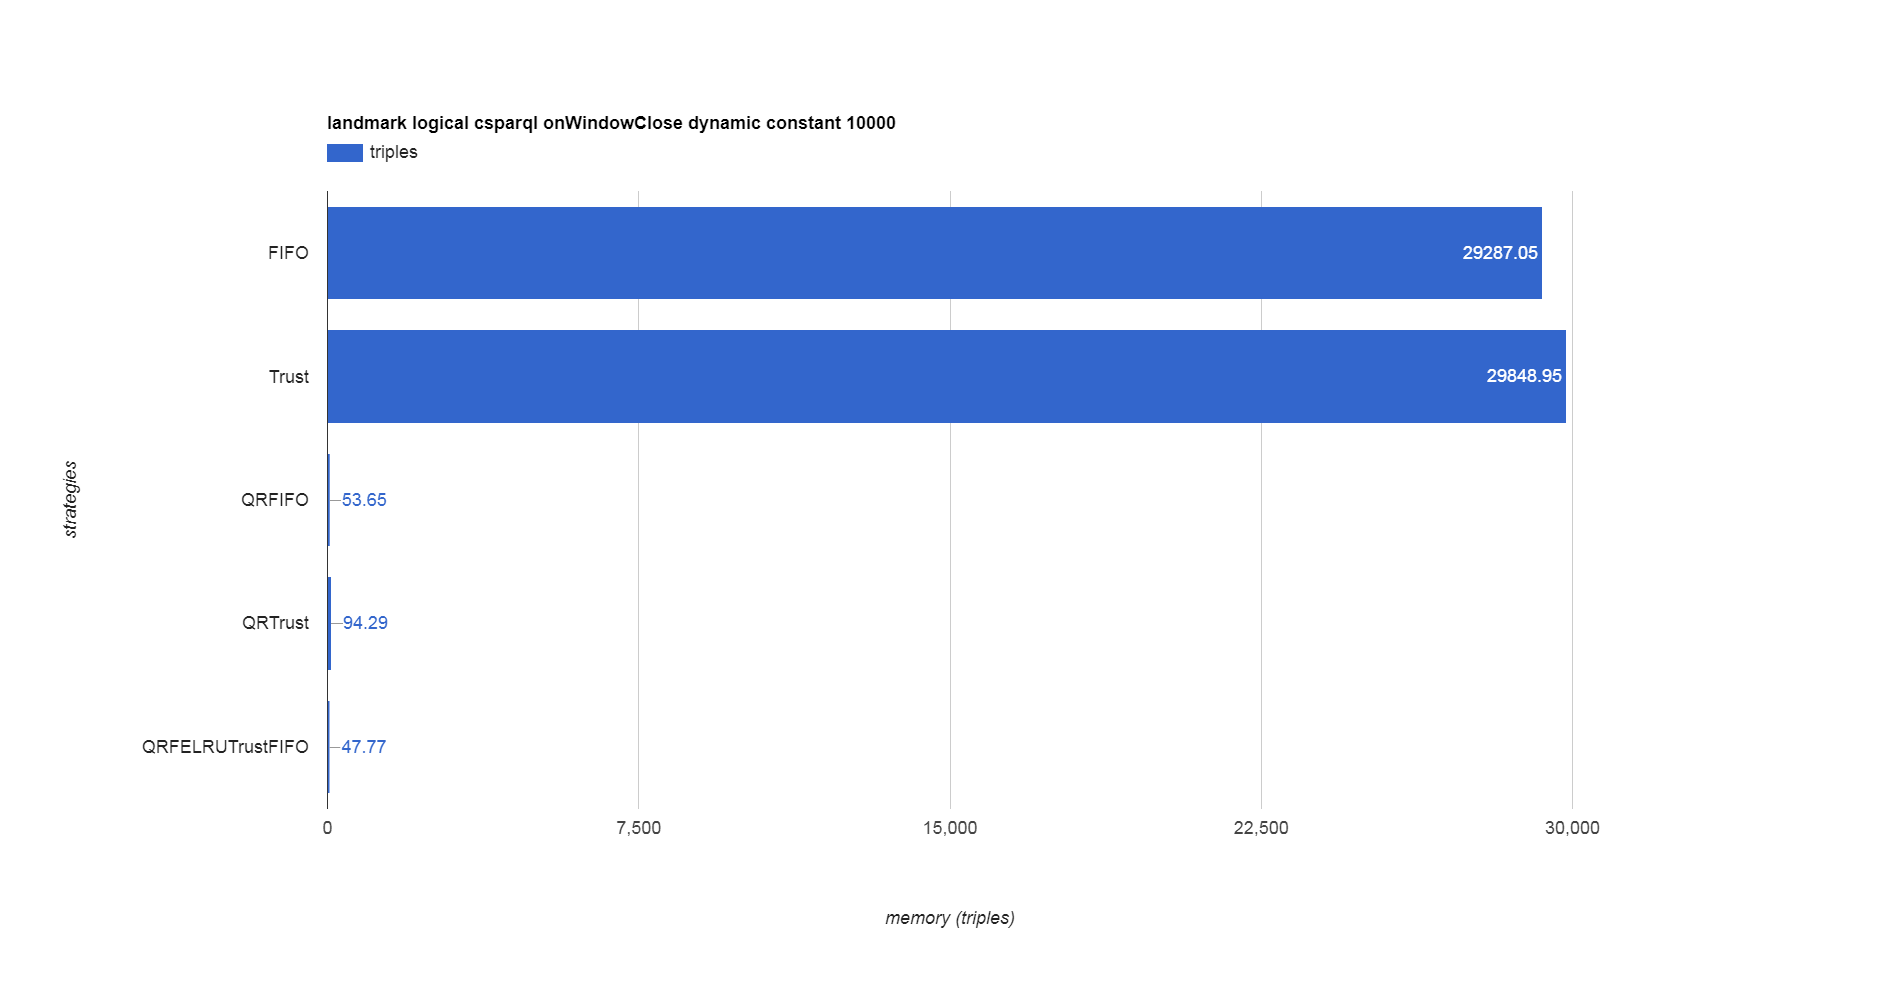 landmark logical csparql onWindowClose dynamic constant 10000
triples
FIFO
29287.05
Trust
29848.95
QRFIFO
53.65
QRTrust
94.29
QRFELRUTrustFIFO
47.77
strategies
0
7,500
15,000
22,500
30,000
memory (triples)